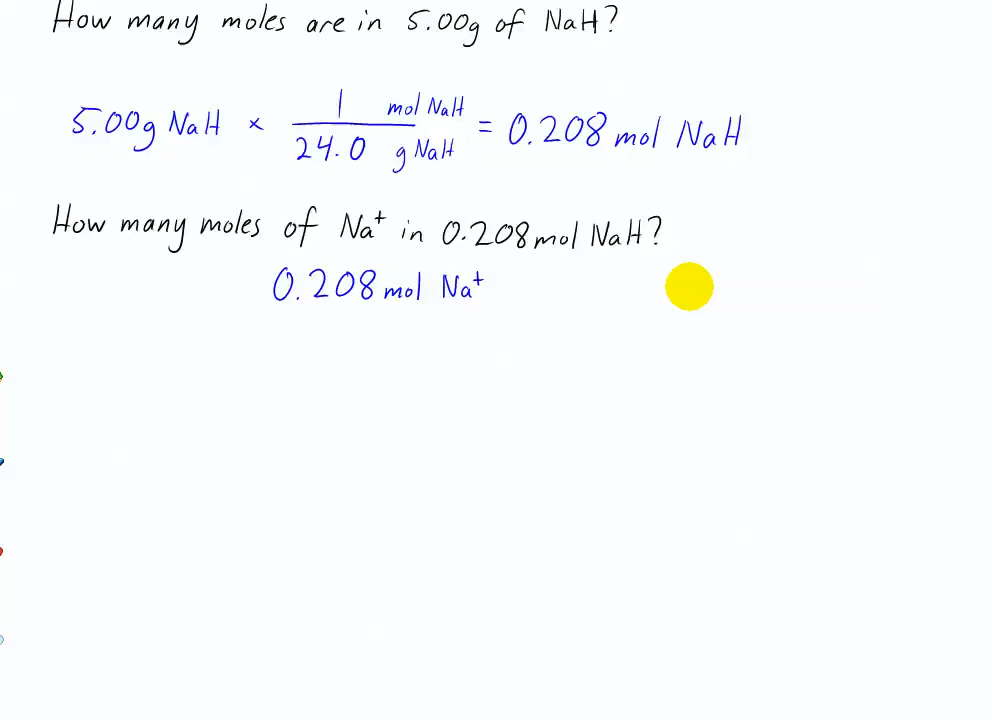 How many moles are in 5.00g of NaH?
5.00g NaH × 1 mol NaH / 24.0 g NaH = 0.208 mol NaH
How many moles of Na⁺ in 0.208 mol NaH?
0.208 mol Na⁺